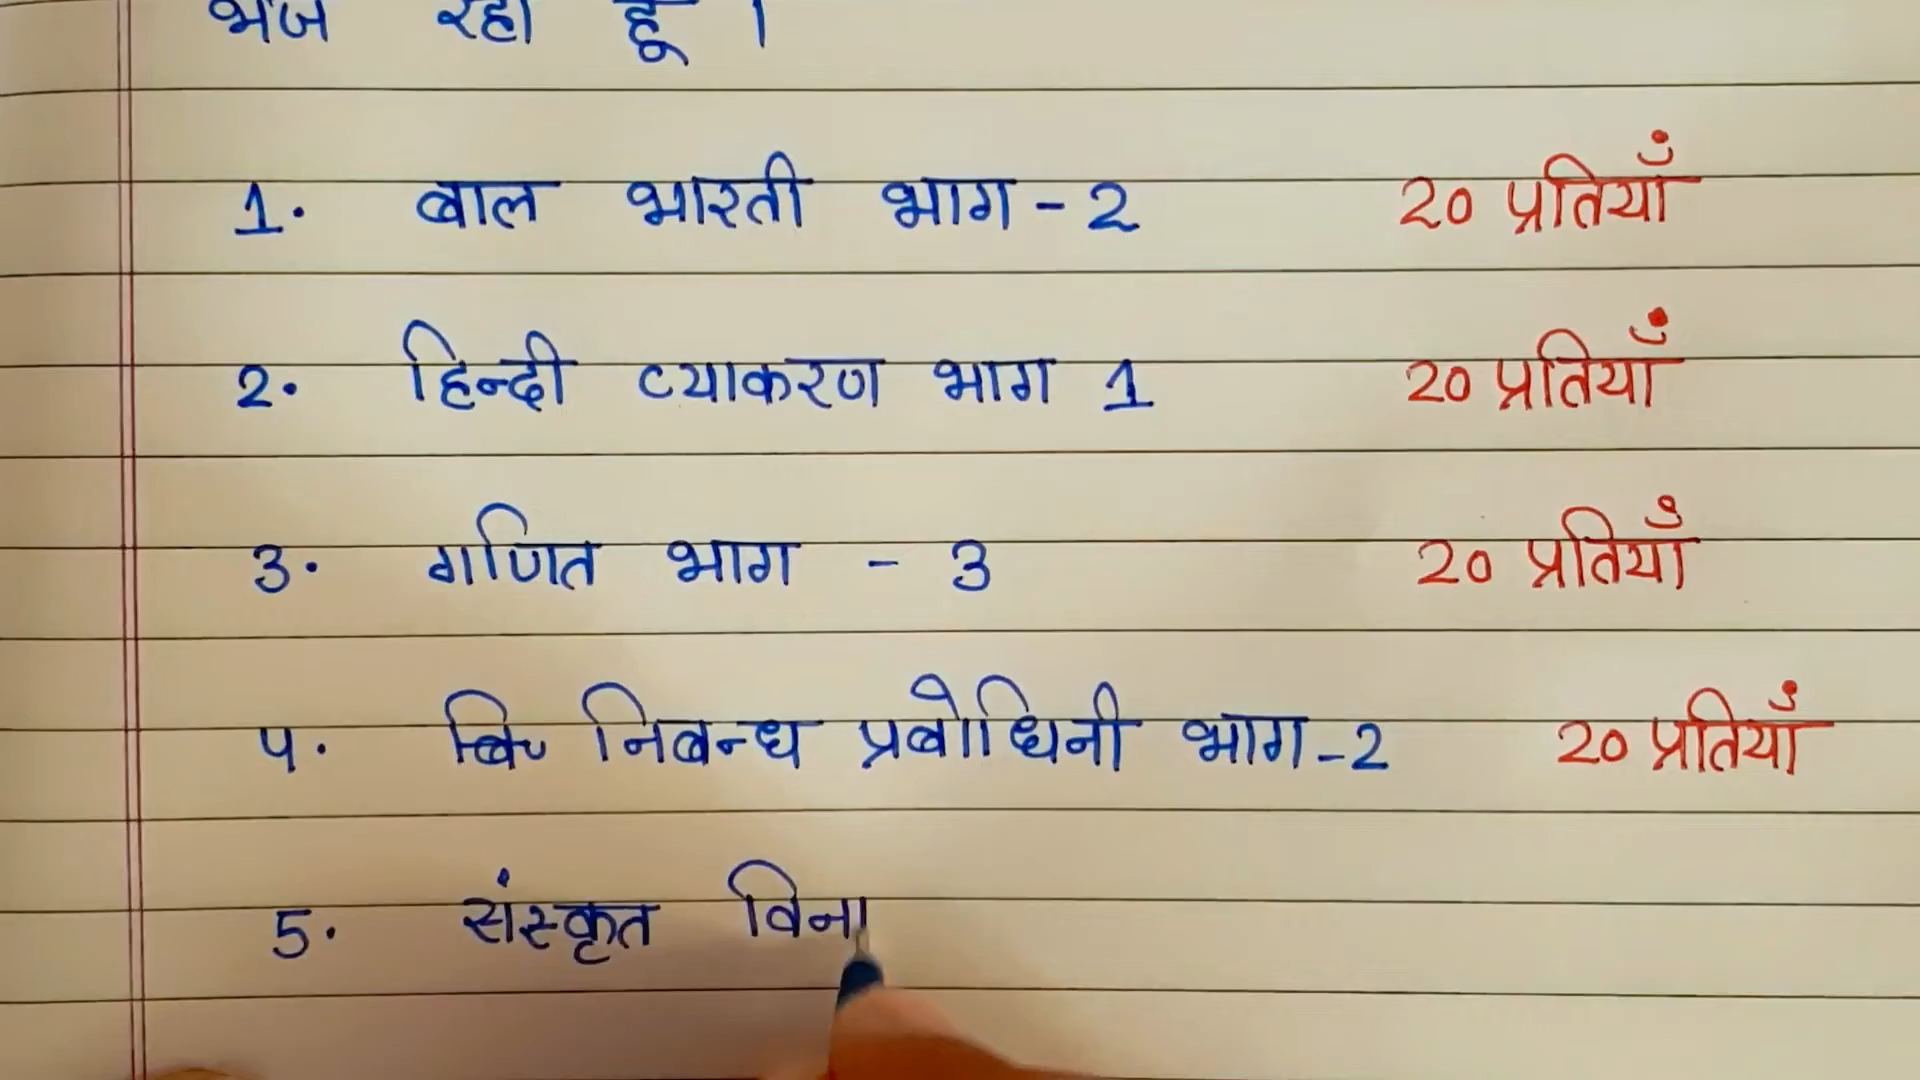 भेज रहा हूँ ।
1. बाल भारती भाग - 2 20 प्रतियाँ
2. हिन्दी व्याकरण भाग 1 20 प्रतियाँ
3. गणित भाग - 3 20 प्रतियाँ
4. निबन्ध प्रबोधिनी भाग - 2 20 प्रतियाँ
5. संस्कृत विना